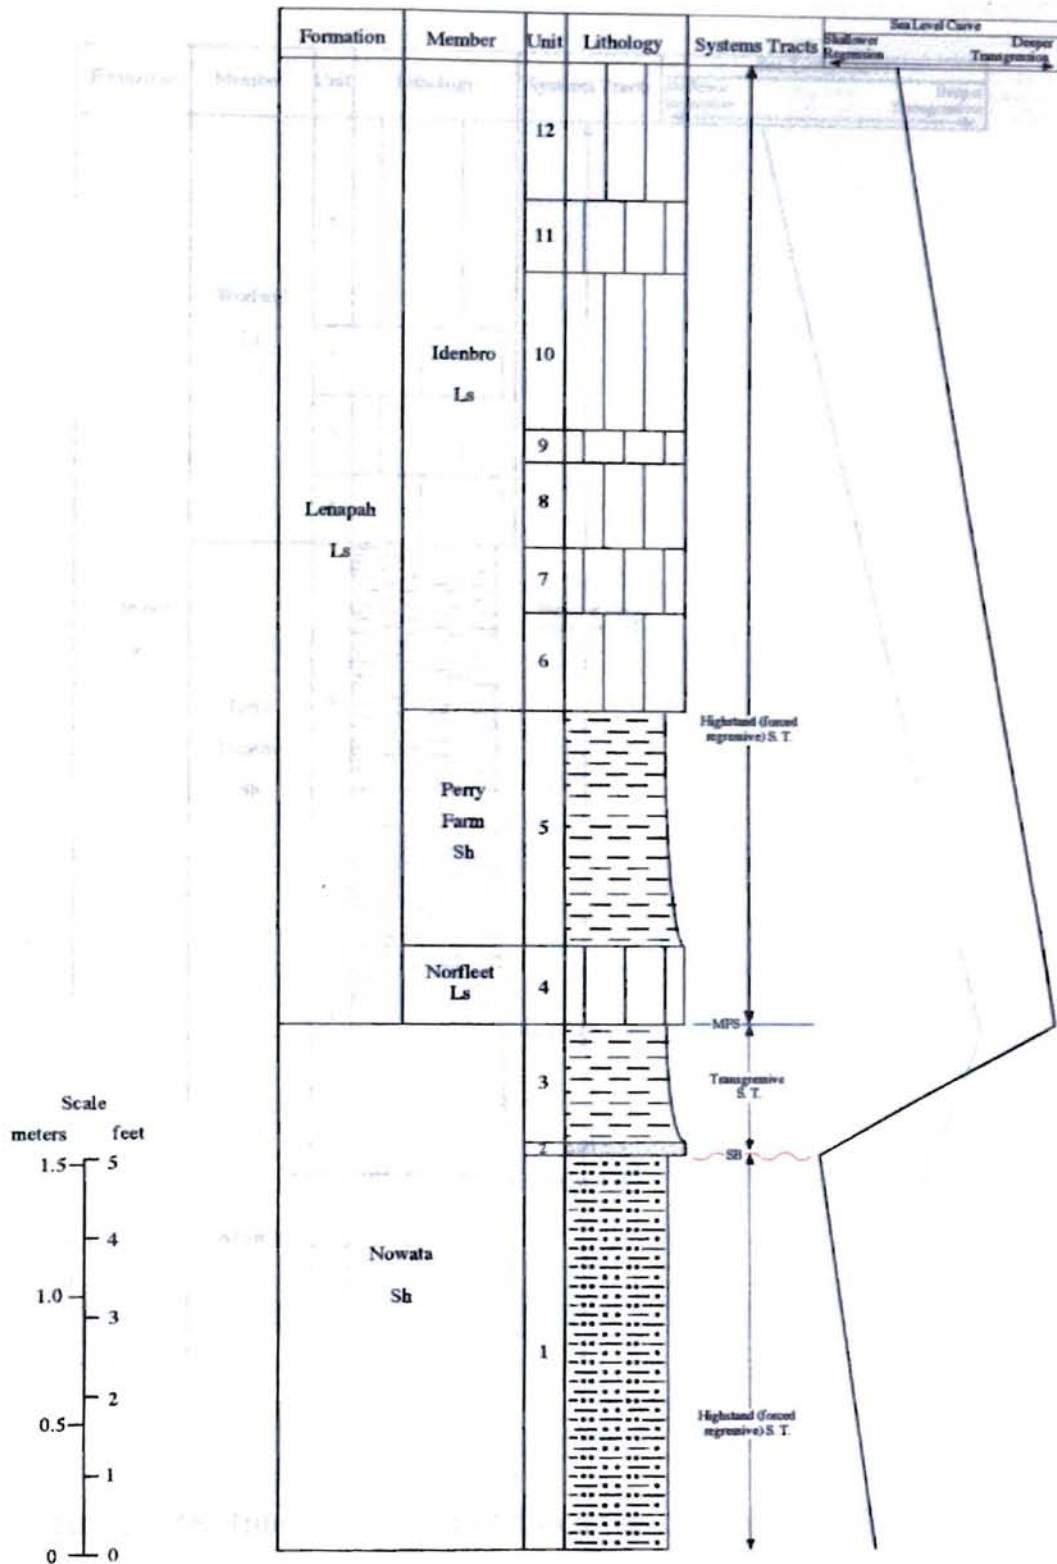 Formation
Member
Unit
Lithology
Systems Tracts
Sea Level Curve
Shallower
Regression
Deeper
Transgression
12
11
Idenbro
Ls
10
9
8
Lenapah
Ls
7
6
Highstand (forced
regressive) S. T.
Perry
Farm
Sh
5
Norfleet
Ls
4
MFS
3
Transgressive
S. T.
2
SB
Nowata
Sh
1
Highstand (forced
regressive) S. T.
Scale
meters feet
1.5 5
4
1.0
3
2
0.5
1
0 0